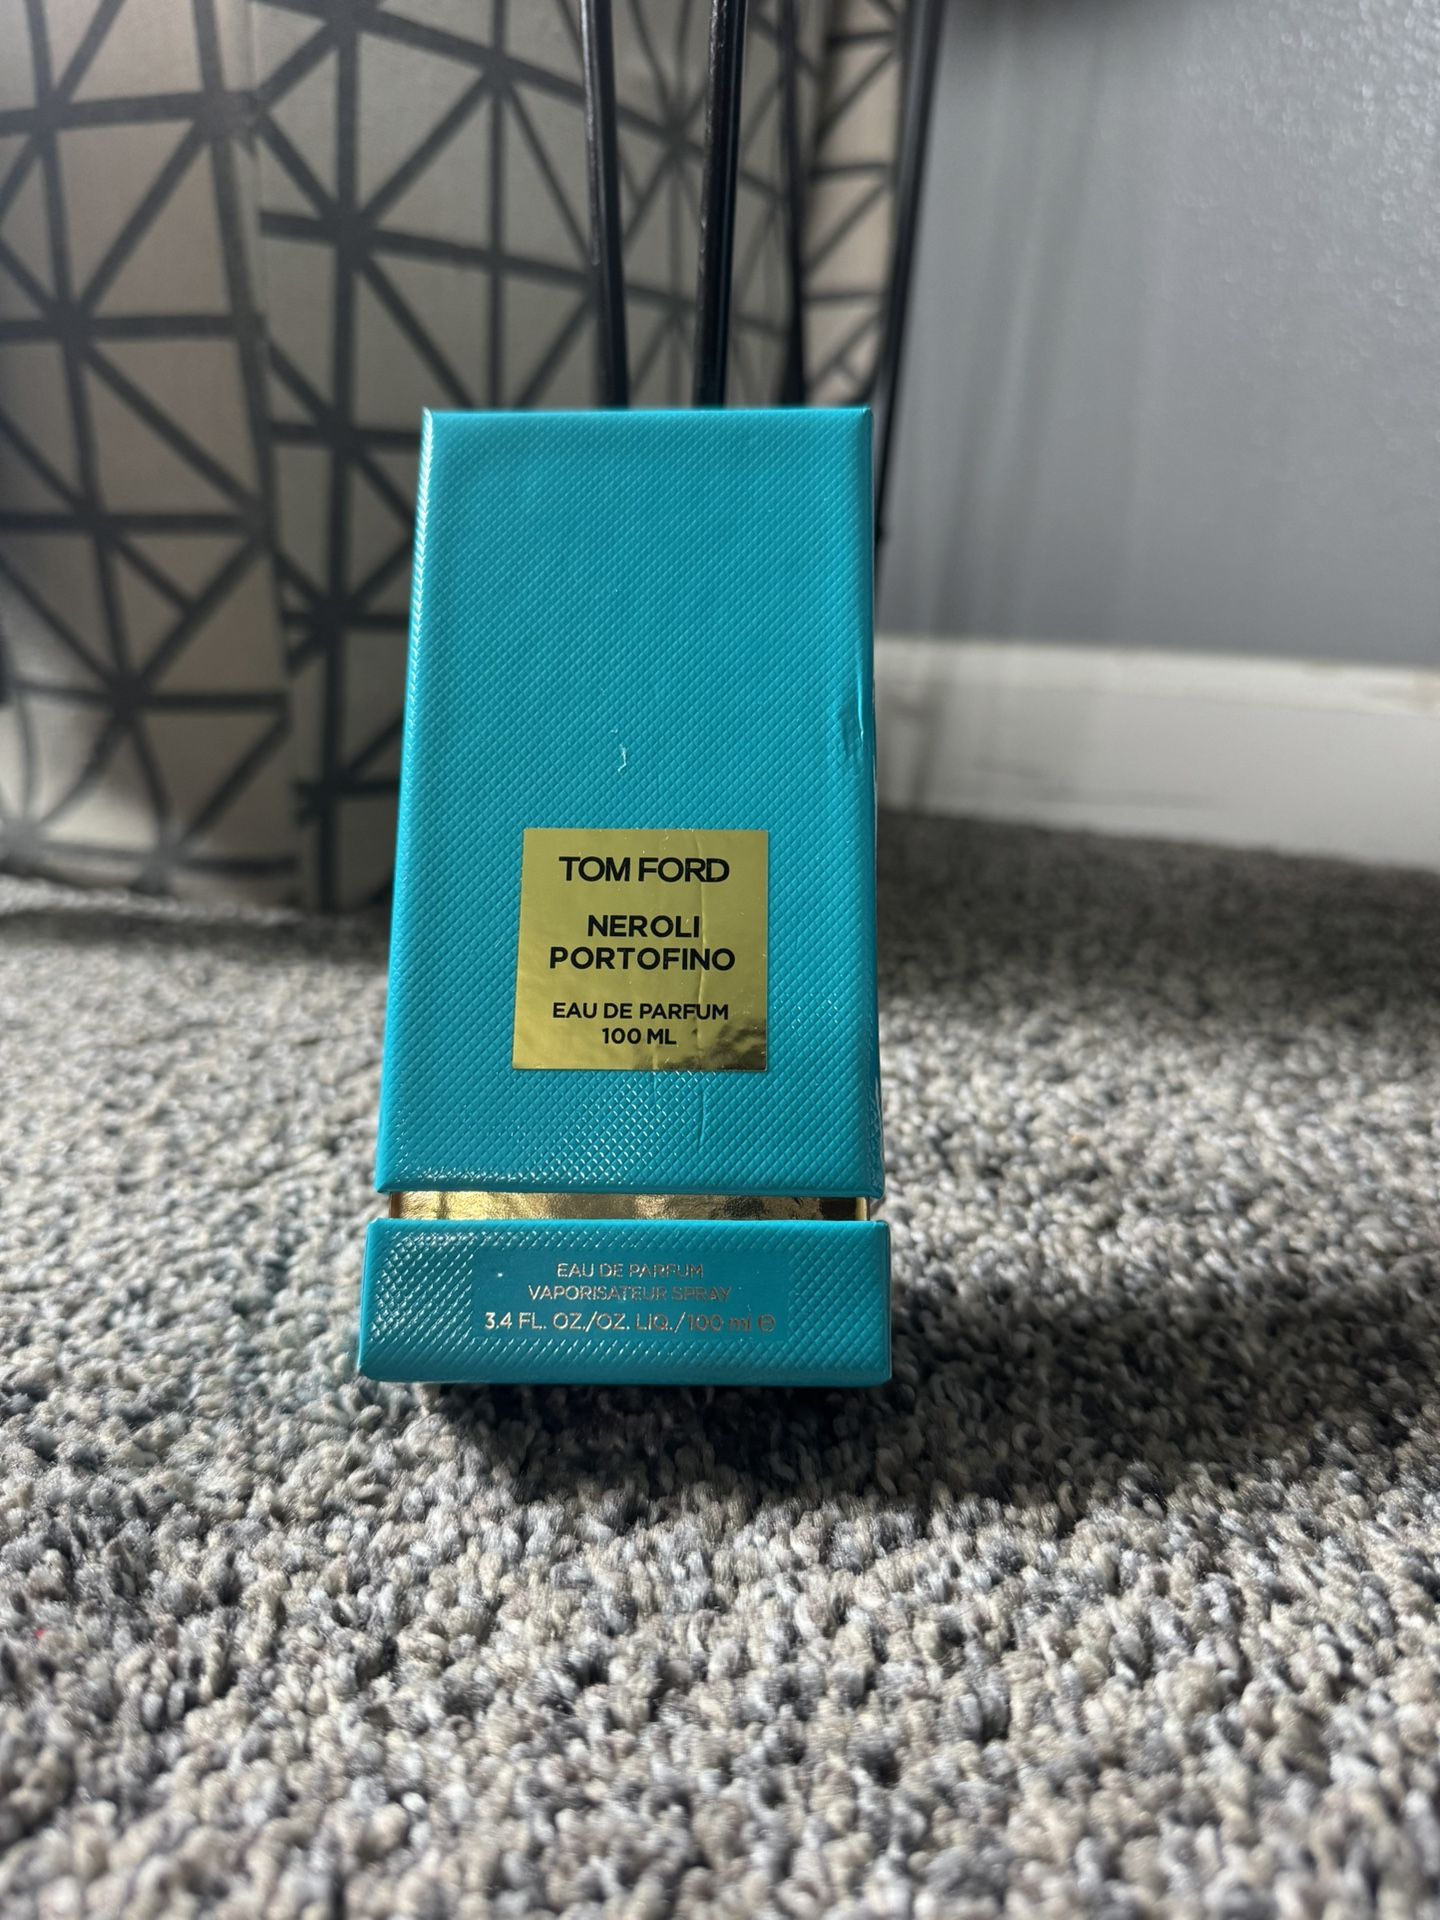 TOM FORD
NEROLI
PORTOFINO
EAU DE PARFUM
100 ML
EAU DE PARFUM
VAPORISATEUR SPRAY
3.4 FL. OZ./OZ. LIQ./100 ml ℮